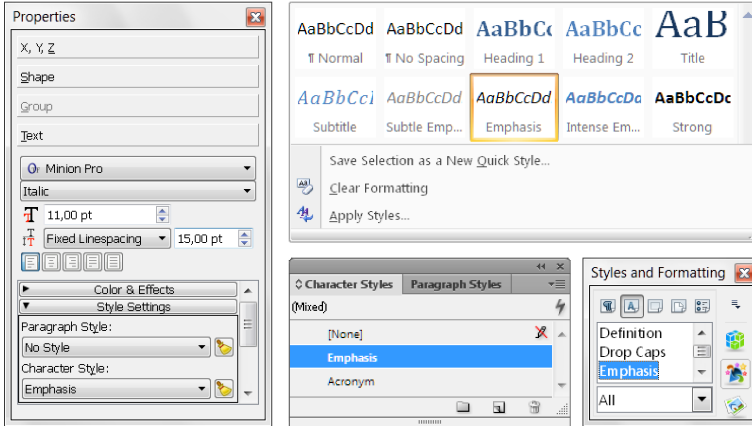 Properties
X, Y, Z
Shape
Group
Text
Minion Pro
Italic
11,00 pt
Fixed Linespacing 15,00 pt
Color & Effects
Style Settings
Paragraph Style:
No Style
Character Style:
Emphasis
AaBbCcDd AaBbCcDd AaBbCc AaBbCc AaB
¶ Normal ¶ No Spacing Heading 1 Heading 2 Title
AaBbCcI AaBbCcDd AaBbCcDd AaBbCcDd AaBbCcDc
Subtitle Subtle Emp... Emphasis Intense Em... Strong
Save Selection as a New Quick Style...
Clear Formatting
Apply Styles...
Character Styles Paragraph Styles
(Mixed)
[None]
Emphasis
Acronym
Styles and Formatting
Definition
Drop Caps
Emphasis
All